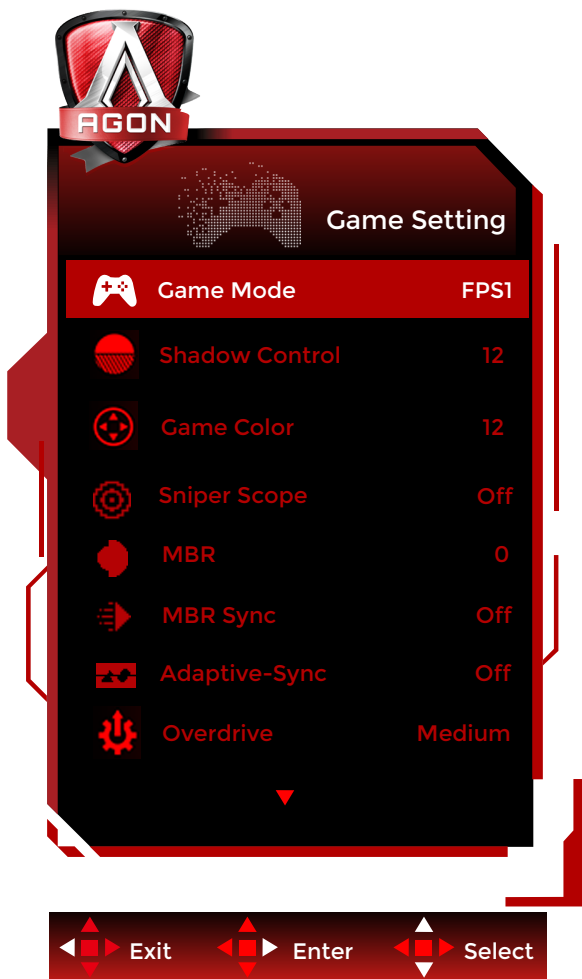 AGON
Game Setting
Game Mode FPS1
Shadow Control 12
Game Color 12
Sniper Scope Off
MBR 0
MBR Sync Off
Adaptive-Sync Off
Overdrive Medium
Exit Enter Select